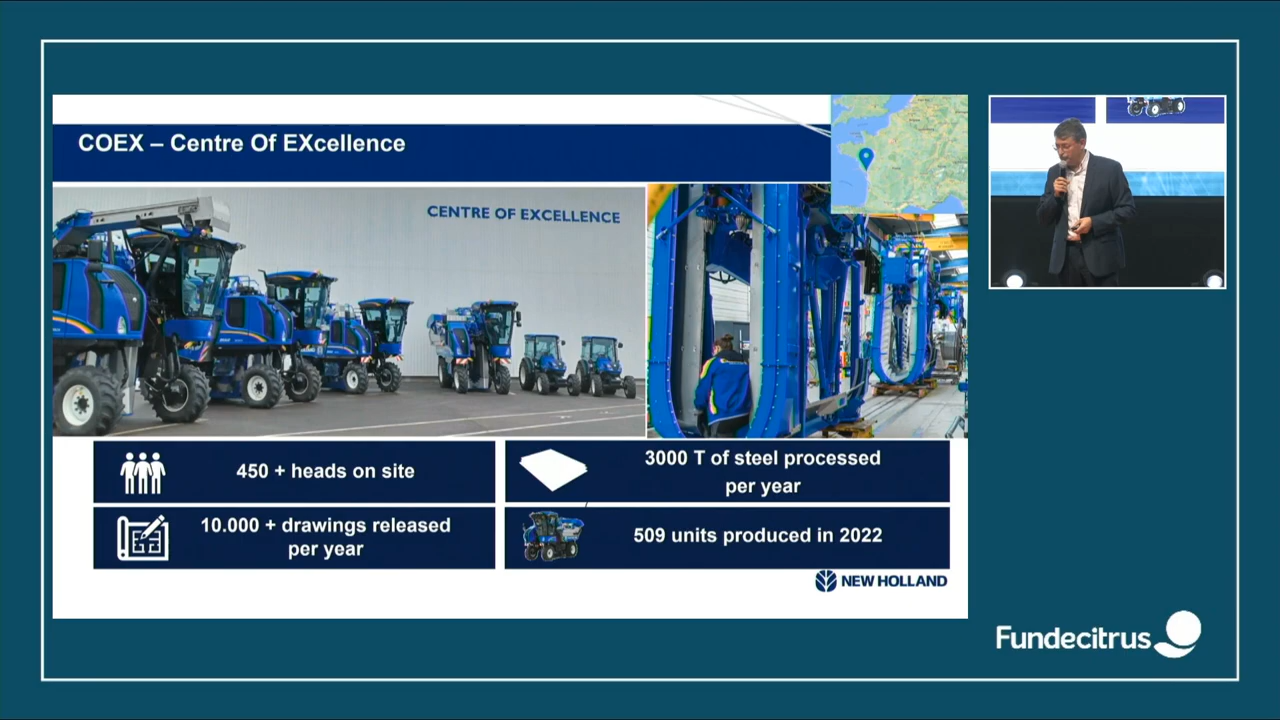 COEX – Centre Of EXcellence
CENTRE OF EXCELLENCE
450 + heads on site
3000 T of steel processed
per year
10.000 + drawings released
per year
509 units produced in 2022
NEW HOLLAND
Fundecitrus